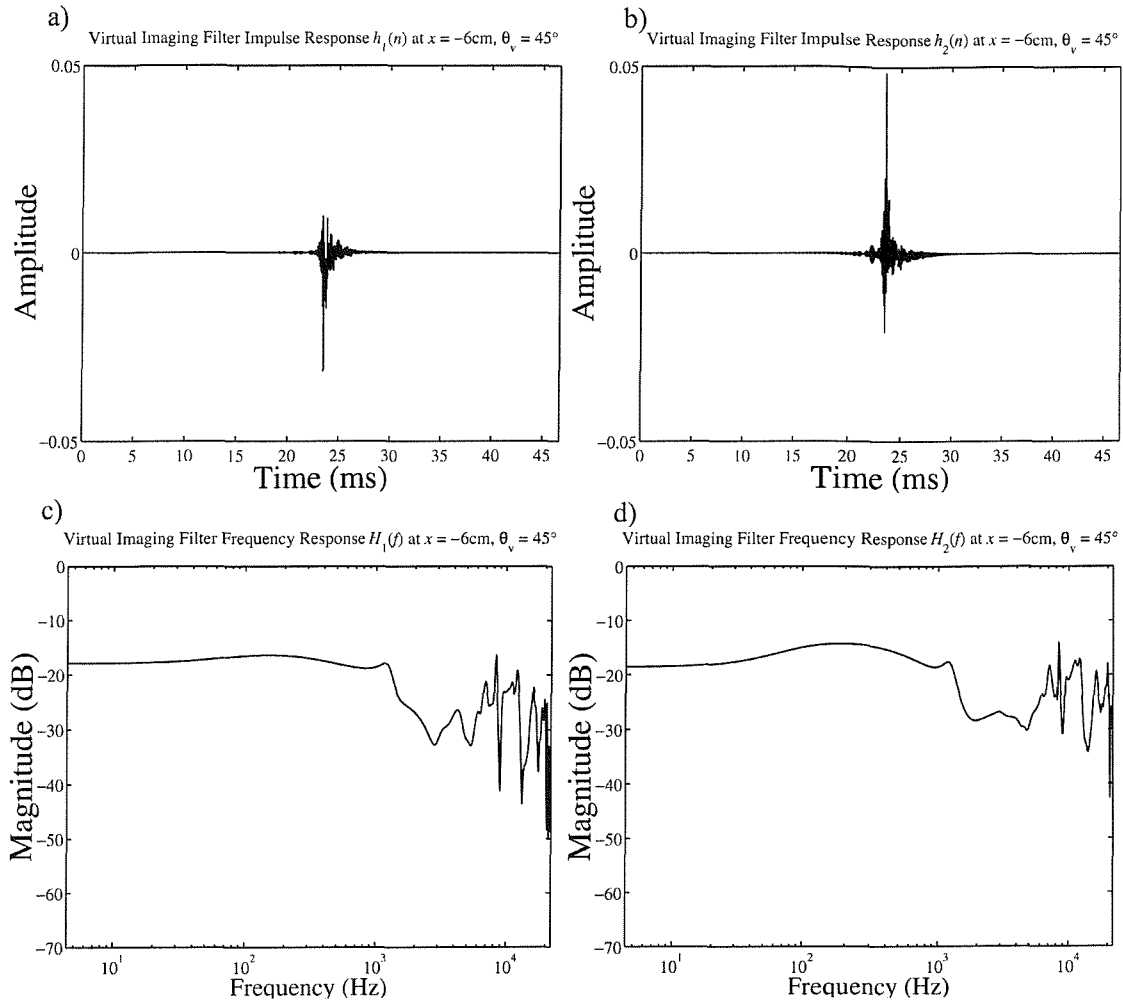 a)
Virtual Imaging Filter Impulse Response h1(n) at x = −6cm, θv = 45°
0.05
0
−0.05
Amplitude
0 5 10 15 20 25 30 35 40 45
Time (ms)
b)
Virtual Imaging Filter Impulse Response h2(n) at x = −6cm, θv = 45°
0.05
0
−0.05
Amplitude
0 5 10 15 20 25 30 35 40 45
Time (ms)
c)
Virtual Imaging Filter Frequency Response H1(f) at x = −6cm, θv = 45°
0
−10
−20
−30
−40
−50
−60
−70
Magnitude (dB)
10^1 10^2 10^3 10^4
Frequency (Hz)
d)
Virtual Imaging Filter Frequency Response H2(f) at x = −6cm, θv = 45°
0
−10
−20
−30
−40
−50
−60
−70
Magnitude (dB)
10^1 10^2 10^3 10^4
Frequency (Hz)